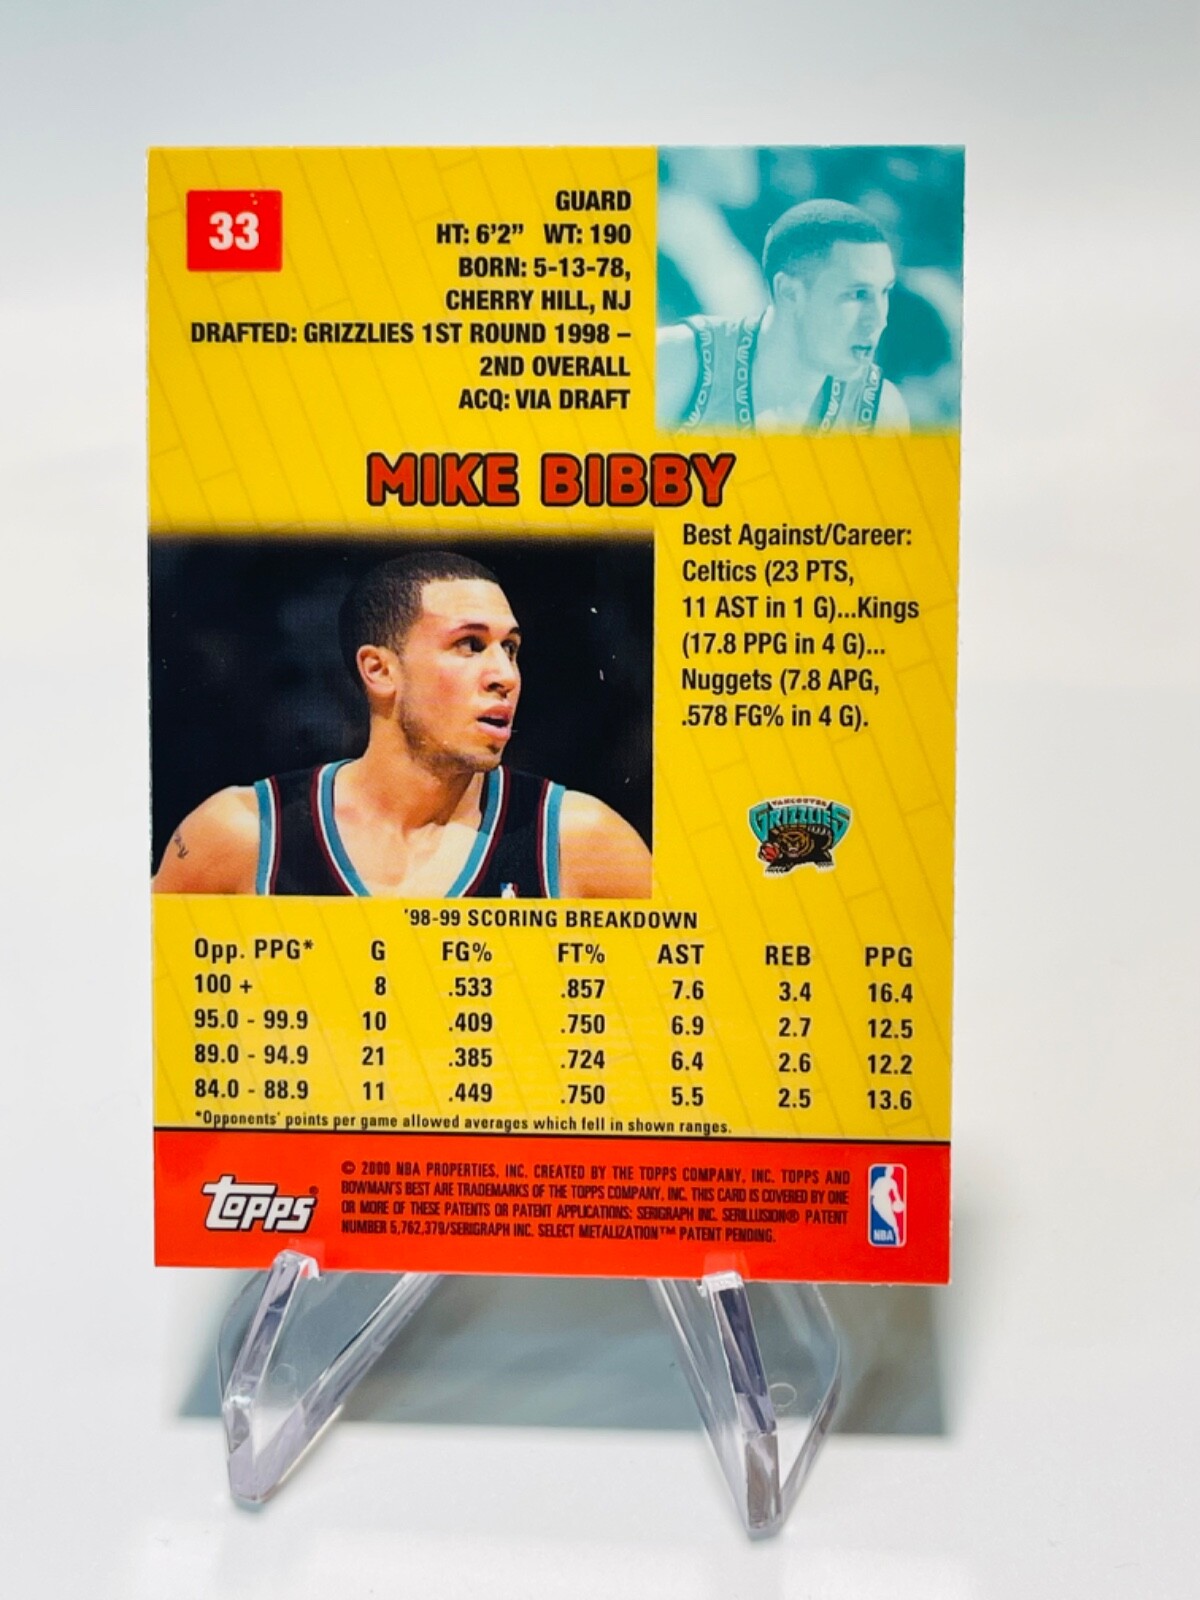 33
GUARD
HT: 6'2" WT: 190
BORN: 5-13-78,
CHERRY HILL, NJ
DRAFTED: GRIZZLIES 1ST ROUND 1998 –
2ND OVERALL
ACQ: VIA DRAFT
MIKE BIBBY
Best Against/Career:
Celtics (23 PTS,
11 AST in 1 G)...Kings
(17.8 PPG in 4 G)...
Nuggets (7.8 APG,
.578 FG% in 4 G).
VANCOUVER
GRIZZLIES
'98-99 SCORING BREAKDOWN
Opp. PPG* G FG% FT% AST REB PPG
100 + 8 .533 .857 7.6 3.4 16.4
95.0 - 99.9 10 .409 .750 6.9 2.7 12.5
89.0 - 94.9 21 .385 .724 6.4 2.6 12.2
84.0 - 88.9 11 .449 .750 5.5 2.5 13.6
*Opponents' points per game allowed averages which fell in shown ranges.
Topps®
© 2000 NBA PROPERTIES, INC. CREATED BY THE TOPPS COMPANY, INC. TOPPS AND
BOWMAN'S BEST ARE TRADEMARKS OF THE TOPPS COMPANY, INC. THIS CARD IS COVERED BY ONE
OR MORE OF THESE PATENTS OR PATENT APPLICATIONS: SERIGRAPH INC. SERILLUSION® PATENT
NUMBER 5,762,379/SERIGRAPH INC. SELECT METALIZATION™ PATENT PENDING.
NBA